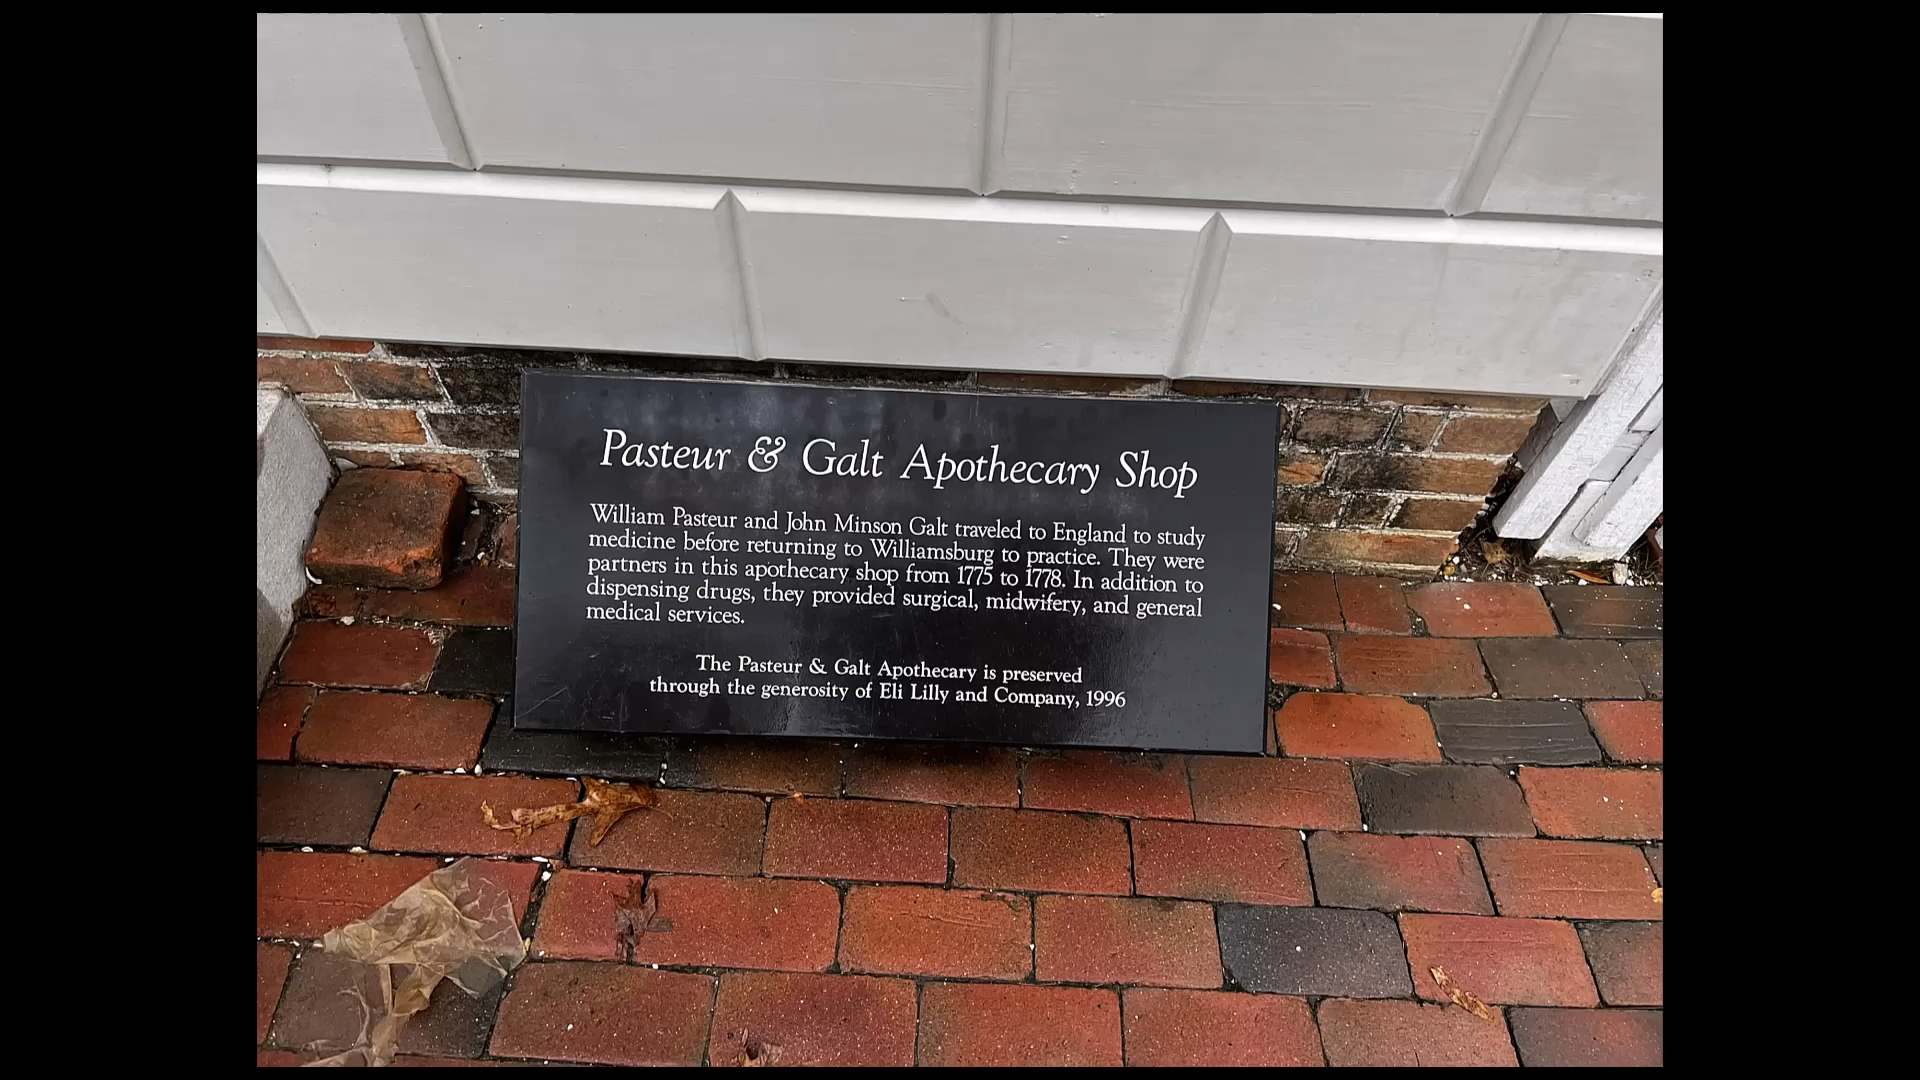 Pasteur & Galt Apothecary Shop
William Pasteur and John Minson Galt traveled to England to study
medicine before returning to Williamsburg to practice. They were
partners in this apothecary shop from 1775 to 1778. In addition to
dispensing drugs, they provided surgical, midwifery, and general
medical services.
The Pasteur & Galt Apothecary is preserved
through the generosity of Eli Lilly and Company, 1996